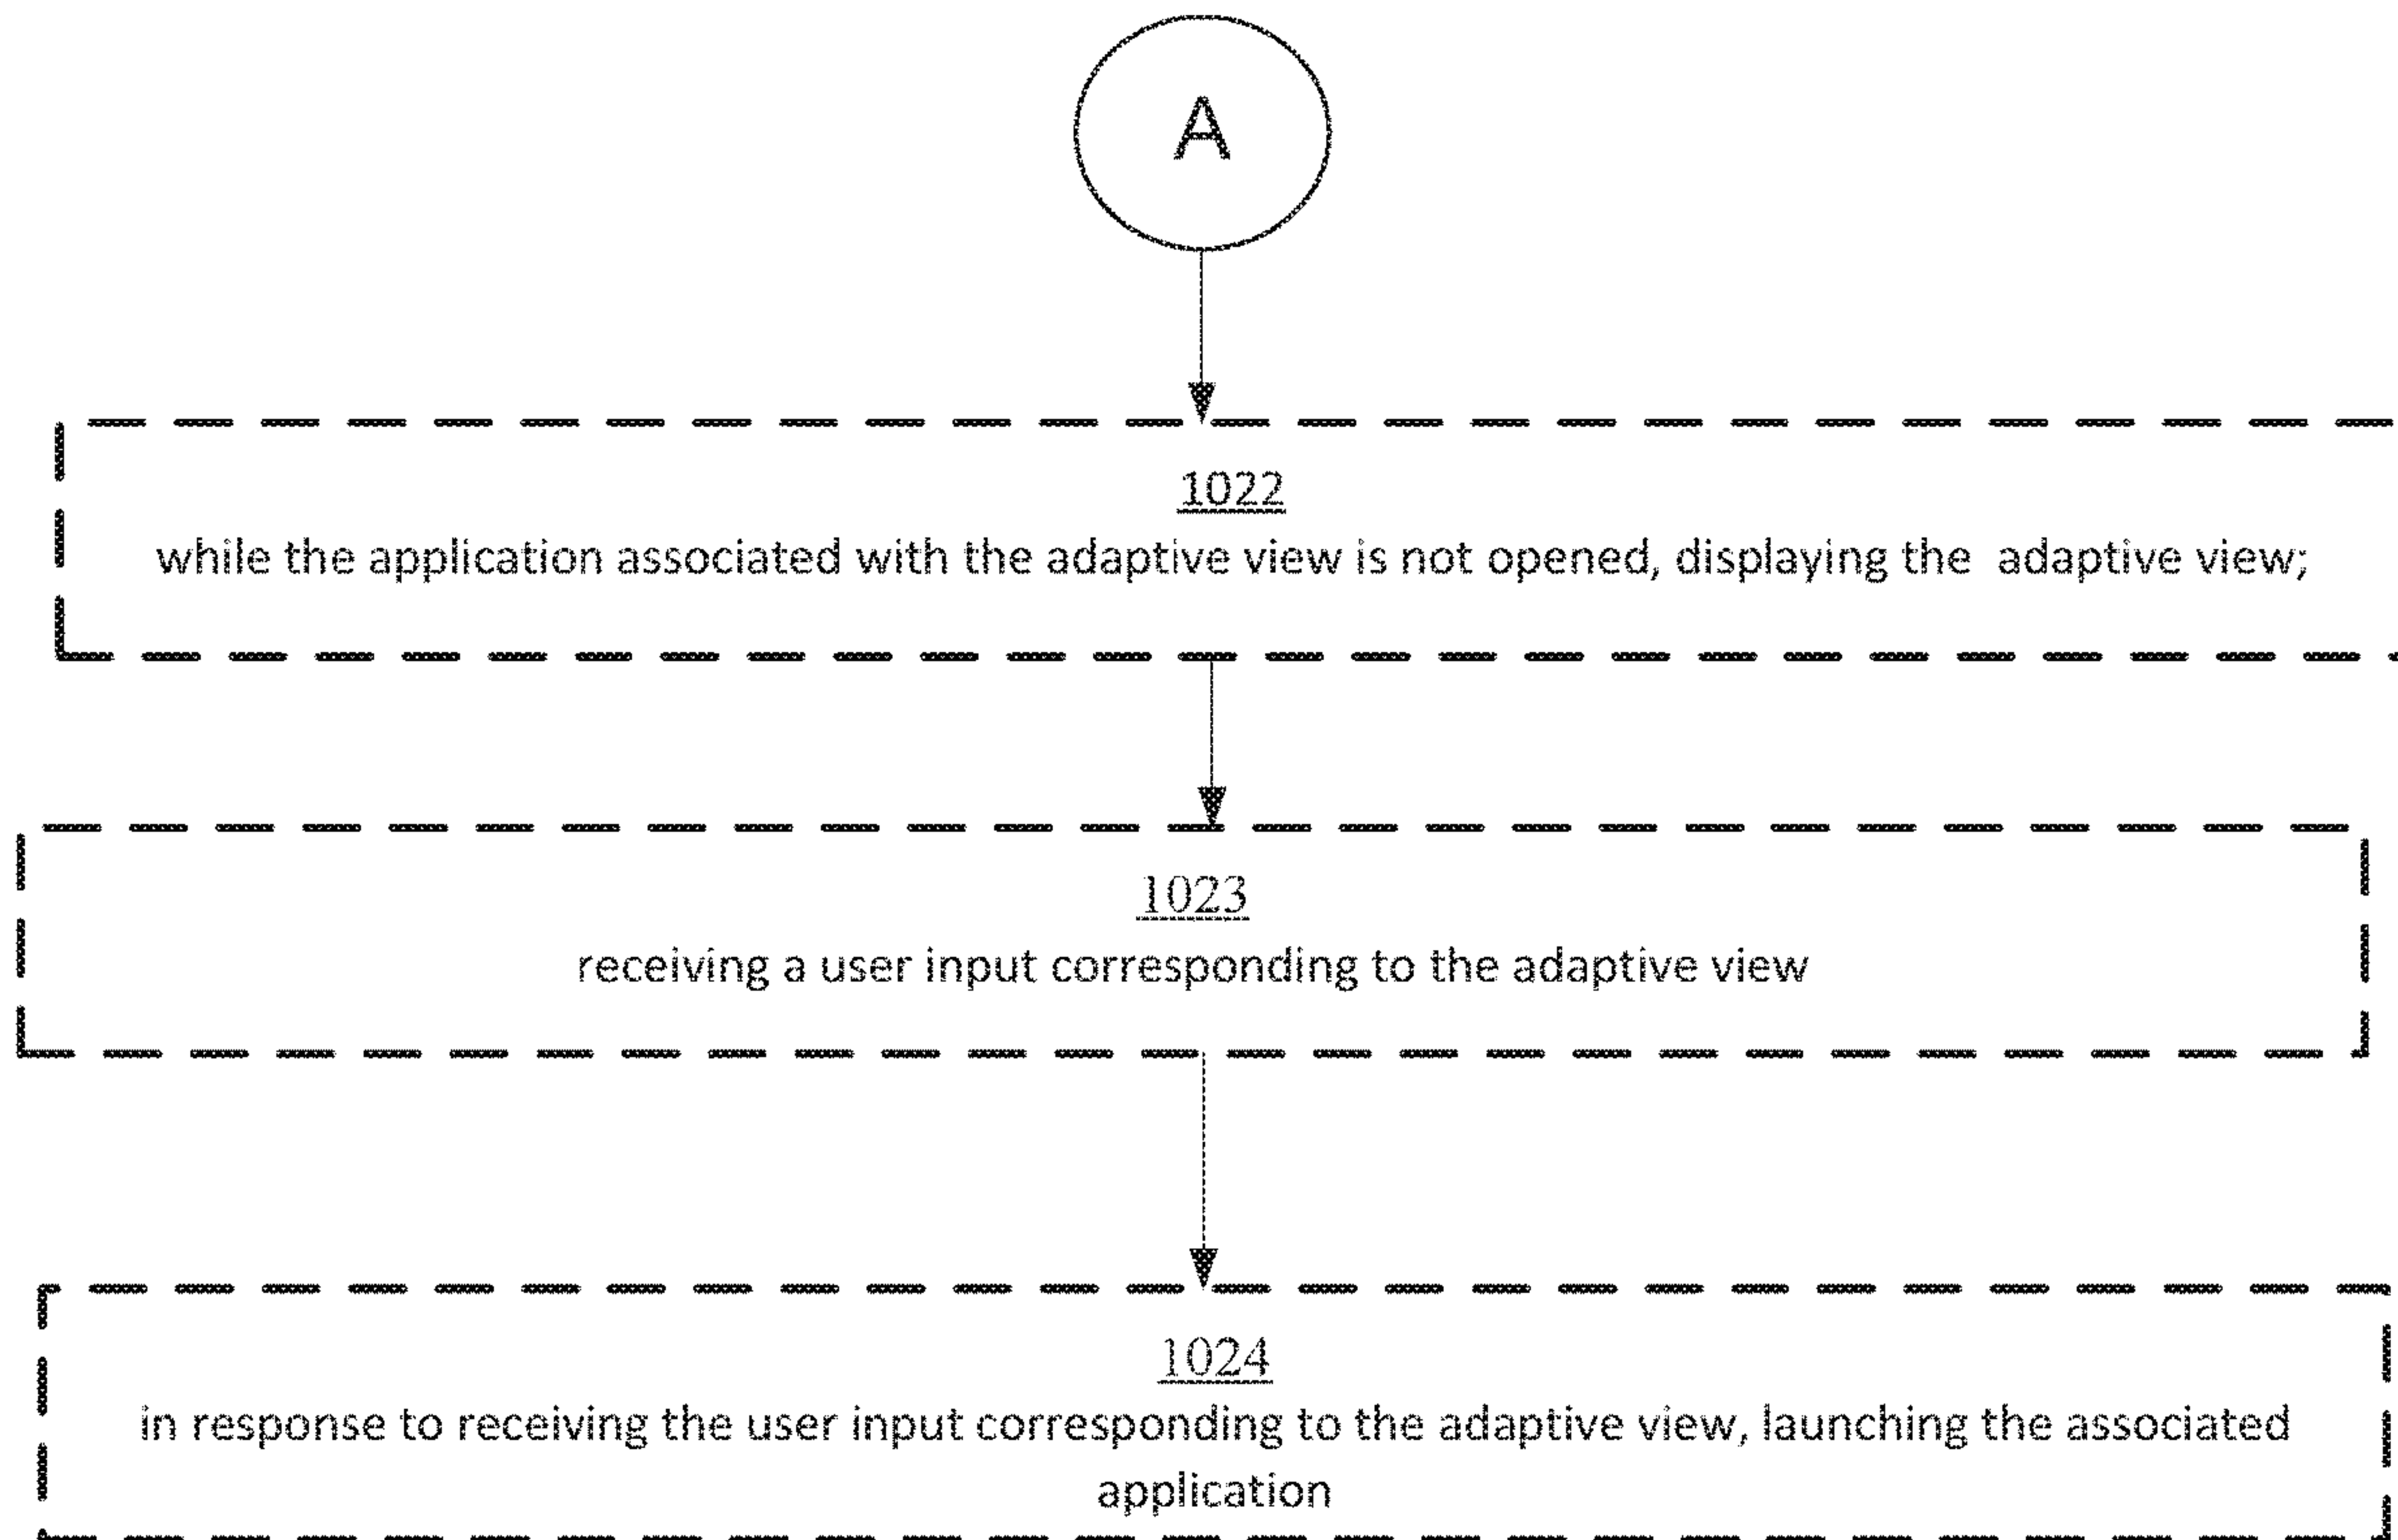 A
1022
while the application associated with the adaptive view is not opened, displaying the  adaptive view;
1023
receiving a user input corresponding to the adaptive view
1024
in response to receiving the user input corresponding to the adaptive view, launching the associated
application